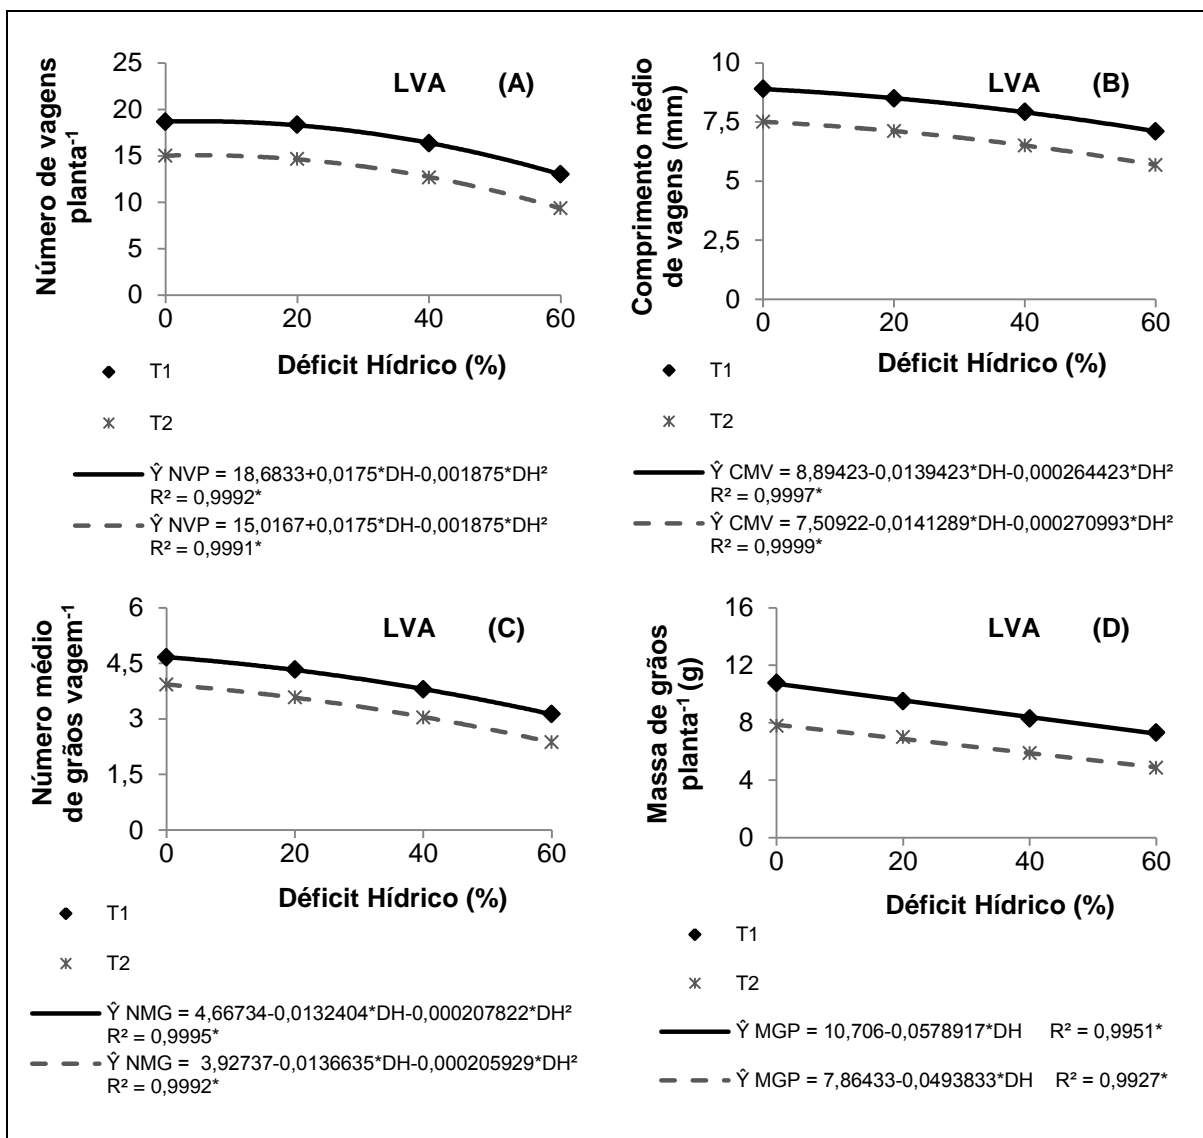 Número de vagens
planta⁻¹
25
20
15
10
5
0
LVA (A)
0 20 40 60
Déficit Hídrico (%)
T1
T2
Ŷ NVP = 18,6833+0,0175*DH-0,001875*DH²
R² = 0,9992*
Ŷ NVP = 15,0167+0,0175*DH-0,001875*DH²
R² = 0,9991*
Comprimento médio
de vagens (mm)
10
7,5
5
2,5
0
LVA (B)
0 20 40 60
Déficit Hídrico (%)
T1
T2
Ŷ CMV = 8,89423-0,0139423*DH-0,000264423*DH²
R² = 0,9997*
Ŷ CMV = 7,50922-0,0141289*DH-0,000270993*DH²
R² = 0,9999*
Número médio
de grãos vagem⁻¹
6
4,5
3
1,5
0
LVA (C)
0 20 40 60
Déficit Hídrico (%)
T1
T2
Ŷ NMG = 4,66734-0,0132404*DH-0,000207822*DH²
R² = 0,9995*
Ŷ NMG = 3,92737-0,0136635*DH-0,000205929*DH²
R² = 0,9992*
Massa de grãos
planta⁻¹ (g)
16
12
8
4
0
LVA (D)
0 20 40 60
Déficit Hídrico (%)
T1
T2
Ŷ MGP = 10,706-0,0578917*DH R² = 0,9951*
Ŷ MGP = 7,86433-0,0493833*DH R² = 0,9927*